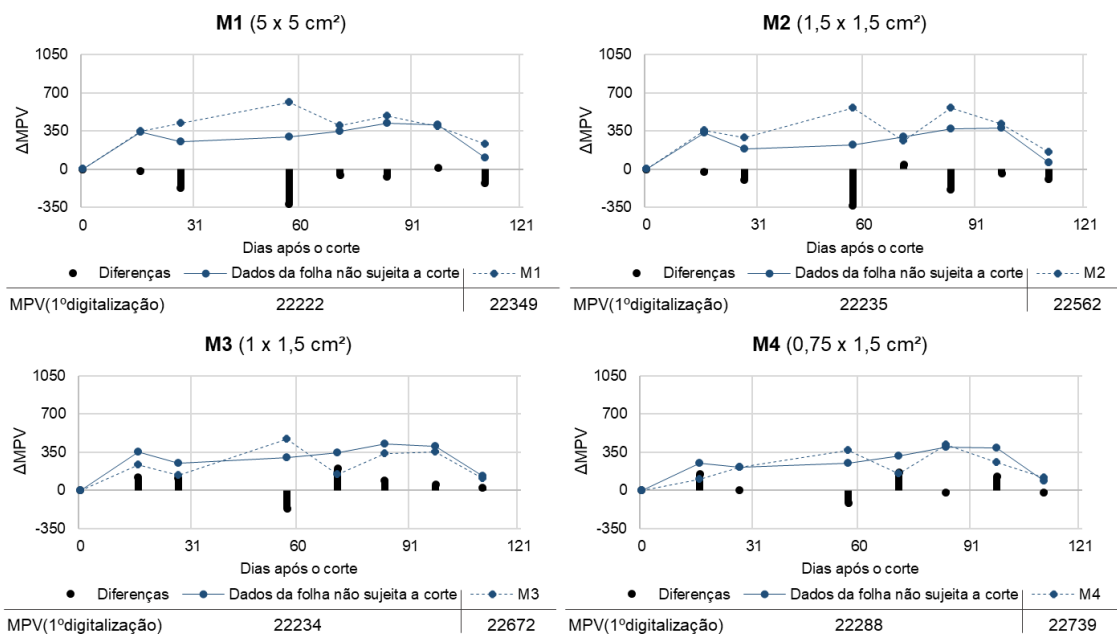 M1 (5 x 5 cm²)
1050
700
350
0
-350
ΔMPV
0 31 60 91 121
Dias após o corte
Diferenças Dados da folha não sujeita a corte M1
MPV(1ºdigitalização) 22222 22349
M2 (1,5 x 1,5 cm²)
1050
700
350
0
-350
ΔMPV
0 31 60 91 121
Dias após o corte
Diferenças Dados da folha não sujeita a corte M2
MPV(1ºdigitalização) 22235 22562
M3 (1 x 1,5 cm²)
1050
700
350
0
-350
ΔMPV
0 31 60 91 121
Dias após o corte
Diferenças Dados da folha não sujeita a corte M3
MPV(1ºdigitalização) 22234 22672
M4 (0,75 x 1,5 cm²)
1050
700
350
0
-350
ΔMPV
0 31 60 91 121
Dias após o corte
Diferenças Dados da folha não sujeita a corte M4
MPV(1ºdigitalização) 22288 22739